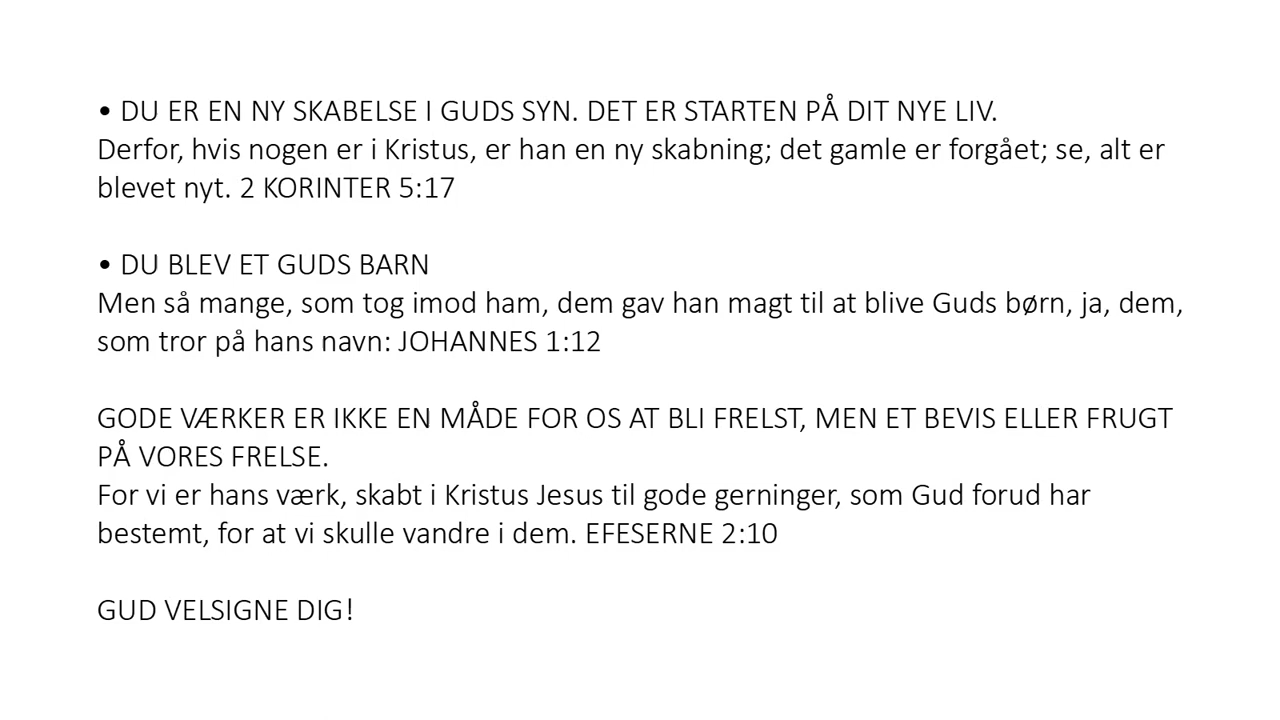 • DU ER EN NY SKABELSE I GUDS SYN. DET ER STARTEN PÅ DIT NYE LIV.
Derfor, hvis nogen er i Kristus, er han en ny skabning; det gamle er forgået; se, alt er
blevet nyt. 2 KORINTER 5:17
• DU BLEV ET GUDS BARN
Men så mange, som tog imod ham, dem gav han magt til at blive Guds børn, ja, dem,
som tror på hans navn: JOHANNES 1:12
GODE VÆRKER ER IKKE EN MÅDE FOR OS AT BLI FRELST, MEN ET BEVIS ELLER FRUGT
PÅ VORES FRELSE.
For vi er hans værk, skabt i Kristus Jesus til gode gerninger, som Gud forud har
bestemt, for at vi skulle vandre i dem. EFESERNE 2:10
GUD VELSIGNE DIG!